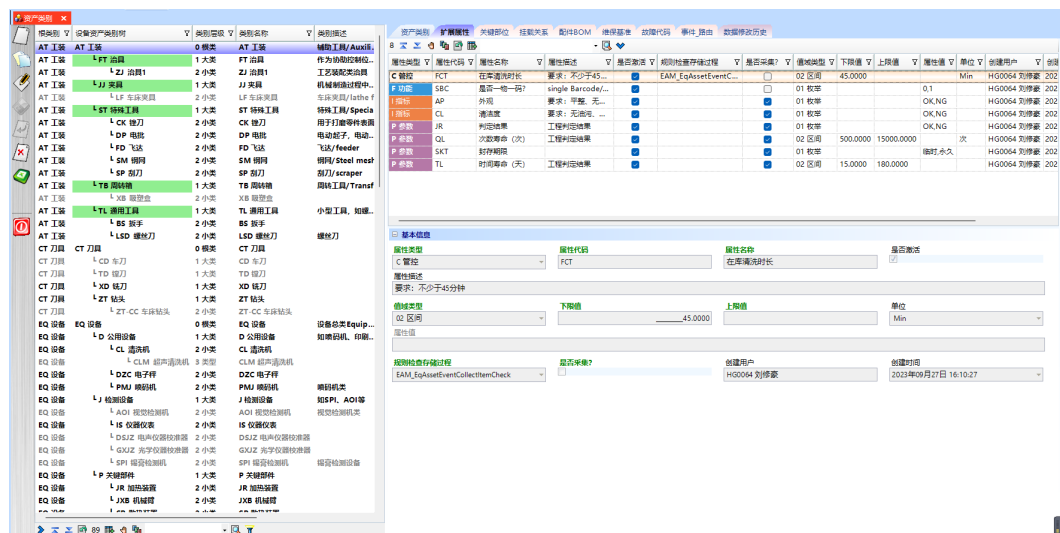 资产类别 ×
根类别 设备资产类别树 类别层级 类别名称 类别描述
AT 工装 AT 工装 0 根类 AT 工装 辅助工具/Auxili.
AT 工装 └ FT 治具 1 大类 FT 治具 作为协助控制位..
AT 工装 └ ZJ 治具1 2 小类 ZJ 治具1 工艺装配类治具
AT 工装 └ JJ 夹具 1 大类 JJ 夹具 机械制造过程中..
AT 工装 └ LF 车床夹具 2 小类 LF 车床夹具 车床夹具/lathe f
AT 工装 └ ST 特殊工具 1 大类 ST 特殊工具 特殊工具/Specia
AT 工装 └ CK 锉刀 2 小类 CK 锉刀 用于打磨零件表面
AT 工装 └ DP 电批 2 小类 DP 电批 电动起子，电动..
AT 工装 └ FD 飞达 2 小类 FD 飞达 飞达/feeder
AT 工装 └ SM 钢网 2 小类 SM 钢网 钢网/Steel mesh
AT 工装 └ SP 刮刀 2 小类 SP 刮刀 刮刀/scraper
AT 工装 └ TB 周转箱 1 大类 TB 周转箱 周转工具/Transf
AT 工装 └ XB 吸塑盒 2 小类 XB 吸塑盒
AT 工装 └ TL 通用工具 1 大类 TL 通用工具 小型工具，如螺..
AT 工装 └ BS 扳手 2 小类 BS 扳手
AT 工装 └ LSD 螺丝刀 2 小类 LSD 螺丝刀 螺丝刀
CT 刀具 CT 刀具 0 根类 CT 刀具
CT 刀具 └ CD 车刀 1 大类 CD 车刀
CT 刀具 └ TD 镗刀 1 大类 TD 镗刀
CT 刀具 └ XD 铣刀 1 大类 XD 铣刀
CT 刀具 └ ZT 钻头 1 大类 ZT 钻头
CT 刀具 └ ZT-CC 车床钻头 2 小类 ZT-CC 车床钻头
EQ 设备 EQ 设备 0 根类 EQ 设备 设备总类Equip...
EQ 设备 └ D 公用设备 1 大类 D 公用设备 如喷码机、印刷..
EQ 设备 └ CL 清洗机 2 小类 CL 清洗机
EQ 设备 └ CLM 超声清洗机 3 类型 CLM 超声清洗机
EQ 设备 └ DZC 电子秤 2 小类 DZC 电子秤
EQ 设备 └ PMJ 喷码机 2 小类 PMJ 喷码机 喷码机类
EQ 设备 └ J 检测设备 1 大类 J 检测设备 如SPI、AOI等
EQ 设备 └ AOI 视觉检测机 2 小类 AOI 视觉检测机 视觉检测机类
EQ 设备 └ IS 仪器仪表 2 小类 IS 仪器仪表
EQ 设备 └ DSJZ 电声仪器校准器 2 小类 DSJZ 电声仪器校准器
EQ 设备 └ GXJZ 光学仪器校准器 2 小类 GXJZ 光学仪器校准器
EQ 设备 └ SPI 锡膏检测机 2 小类 SPI 锡膏检测机 锡膏检测设备
EQ 设备 └ P 关键部件 1 大类 P 关键部件
EQ 设备 └ JR 加热装置 2 小类 JR 加热装置
EQ 设备 └ JXB 机械臂 2 小类 JXB 机械臂
89
资产类别 扩展属性 关键部位 挂载关系 配件BOM 维保基准 故障代码 事件_路由 数据修改历史
8
属性类型 属性代码 属性名称 属性描述 是否激活 规则检查存储过程 是否采集? 值域类型 下限值 上限值 属性值 单位 创建用户 创建
C 管控 FCT 在库清洗时长 要求：不少于45... EAM_EqAssetEventC... 02 区间 45.0000 Min HG0064 刘修豪 202
F 功能 SBC 是否一物一码? single Barcode/... 01 枚举 0,1 HG0064 刘修豪 202
I 指标 AP 外观 要求：平整、无... 01 枚举 OK,NG HG0064 刘修豪 202
I 指标 CL 清洁度 要求：无油污、... 01 枚举 OK,NG HG0064 刘修豪 202
P 参数 JR 判定结果 工程判定结果 01 枚举 OK,NG HG0064 刘修豪 202
P 参数 QL 次数寿命（次） 工程判定结果 02 区间 500.0000 15000.0000 次 HG0064 刘修豪 202
P 参数 SKT 封存期限 01 枚举 临时,永久 HG0064 刘修豪 202
P 参数 TL 时间寿命（天） 工程判定结果 02 区间 15.0000 180.0000 HG0064 刘修豪 202
基本信息
属性类型 属性代码 属性名称 是否激活
C 管控 FCT 在库清洗时长
属性描述
要求：不少于45分钟
值域类型 下限值 上限值 单位
02 区间 ______45.0000 Min
属性值
规则检查存储过程 是否采集? 创建用户 创建时间
EAM_EqAssetEventCollectItemCheck HG0064 刘修豪 2023年09月27日 16:10:27